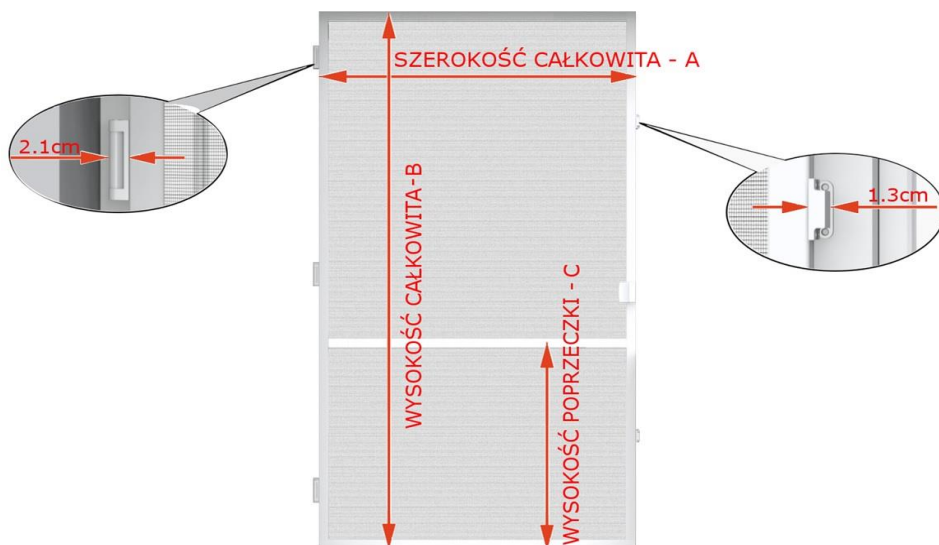 SZEROKOŚĆ CAŁKOWITA - A
2.1cm
WYSOKOŚĆ CAŁKOWITA-B
1.3cm
WYSOKOŚĆ POPRZECZKI - C